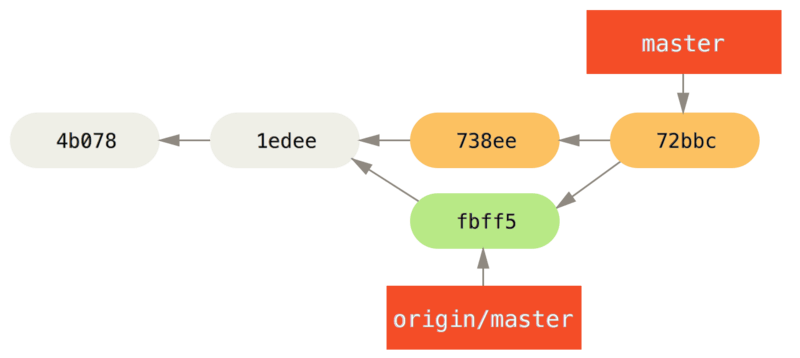 master
4b078
1edee
738ee
72bbc
fbff5
origin/master